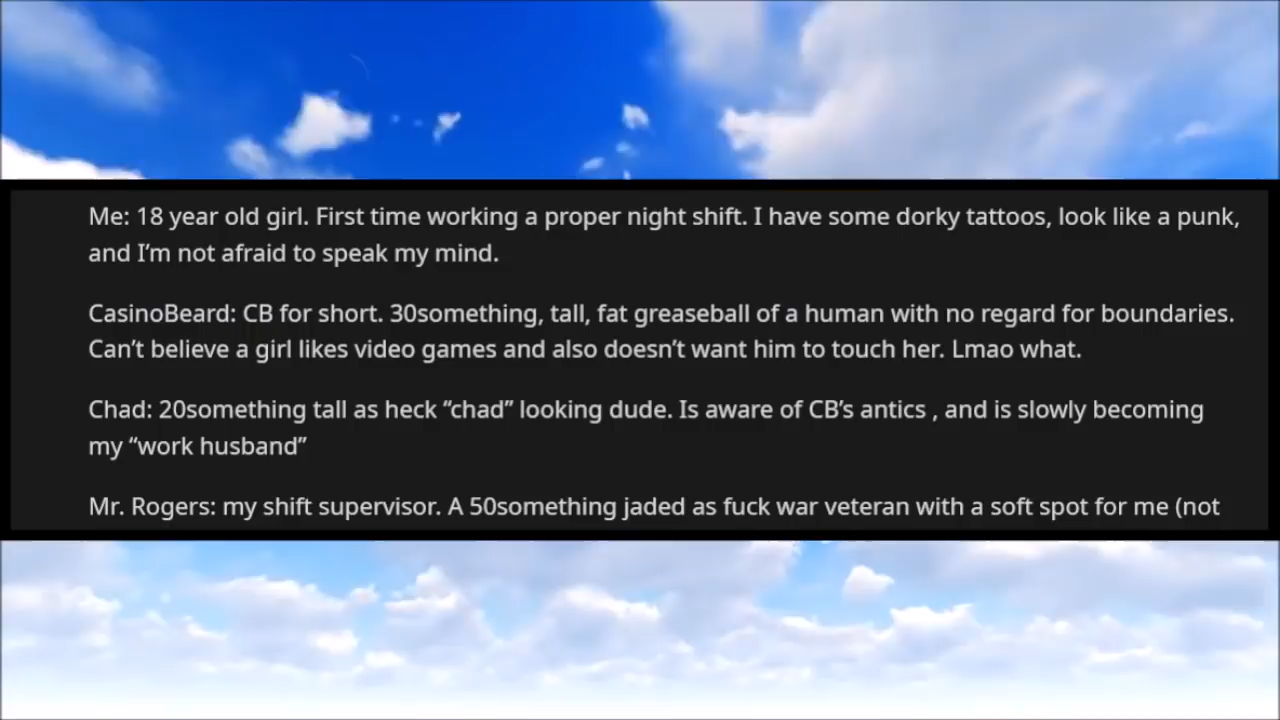 Me: 18 year old girl. First time working a proper night shift. I have some dorky tattoos, look like a punk,
and I’m not afraid to speak my mind.
CasinoBeard: CB for short. 30something, tall, fat greaseball of a human with no regard for boundaries.
Can’t believe a girl likes video games and also doesn’t want him to touch her. Lmao what.
Chad: 20something tall as heck “chad” looking dude. Is aware of CB’s antics , and is slowly becoming
my “work husband”
Mr. Rogers: my shift supervisor. A 50something jaded as fuck war veteran with a soft spot for me (not